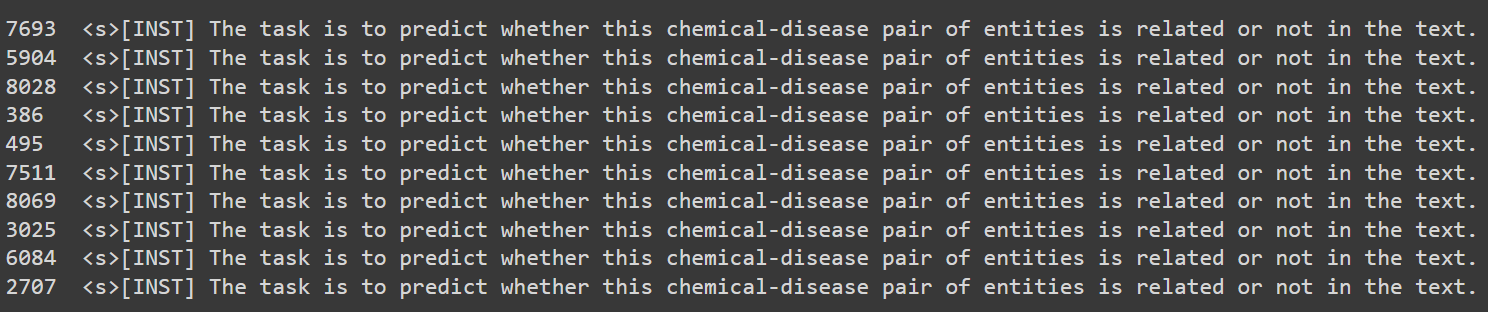 7693 <s>[INST] The task is to predict whether this chemical-disease pair of entities is related or not in the text.
5904 <s>[INST] The task is to predict whether this chemical-disease pair of entities is related or not in the text.
8028 <s>[INST] The task is to predict whether this chemical-disease pair of entities is related or not in the text.
386 <s>[INST] The task is to predict whether this chemical-disease pair of entities is related or not in the text.
495 <s>[INST] The task is to predict whether this chemical-disease pair of entities is related or not in the text.
7511 <s>[INST] The task is to predict whether this chemical-disease pair of entities is related or not in the text.
8069 <s>[INST] The task is to predict whether this chemical-disease pair of entities is related or not in the text.
3025 <s>[INST] The task is to predict whether this chemical-disease pair of entities is related or not in the text.
6084 <s>[INST] The task is to predict whether this chemical-disease pair of entities is related or not in the text.
2707 <s>[INST] The task is to predict whether this chemical-disease pair of entities is related or not in the text.